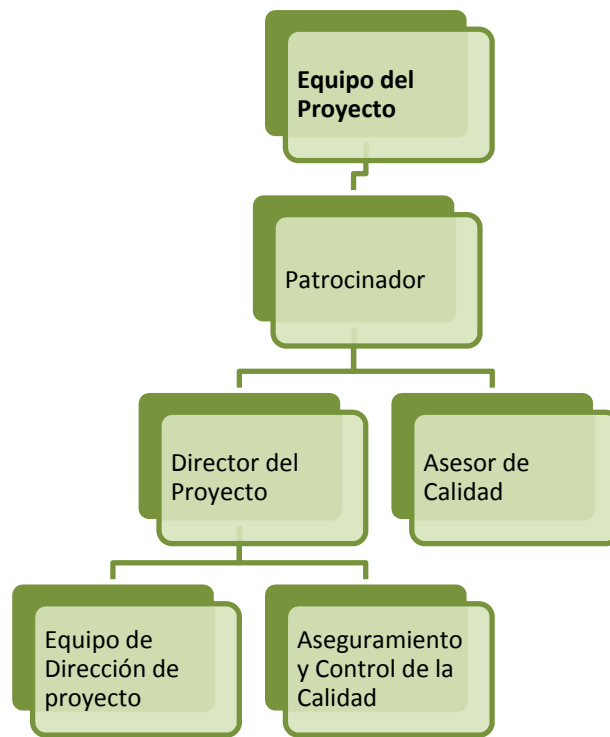 Equipo del
Proyecto
Patrocinador
Director del
Proyecto
Asesor de
Calidad
Equipo de
Dirección de
proyecto
Aseguramiento
y Control de la
Calidad